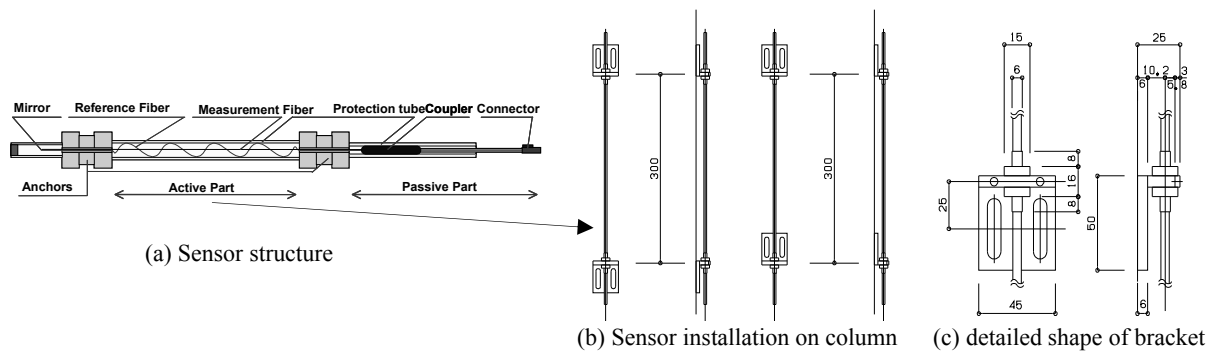 Mirror Reference Fiber Measurement Fiber Protection tube Coupler Connector
Anchors Active Part Passive Part
(a) Sensor structure
300
300
(b) Sensor installation on column
15
6
8
16
8
25
45
25
10.2 3
6 6.8
50
6
(c) detailed shape of bracket